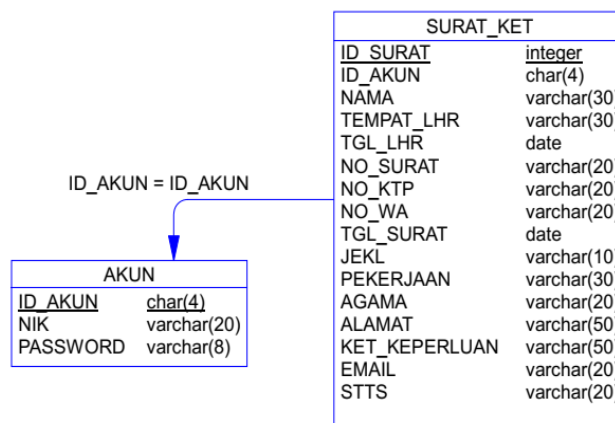 SURAT_KET
ID_SURAT integer
ID_AKUN char(4)
NAMA varchar(30)
TEMPAT_LHR varchar(30)
TGL_LHR date
NO_SURAT varchar(20)
NO_KTP varchar(20)
NO_WA varchar(20)
TGL_SURAT date
JEKL varchar(10)
PEKERJAAN varchar(30)
AGAMA varchar(20)
ALAMAT varchar(50)
KET_KEPERLUAN varchar(50)
EMAIL varchar(20)
STTS varchar(20)
ID_AKUN = ID_AKUN
AKUN
ID_AKUN char(4)
NIK varchar(20)
PASSWORD varchar(8)